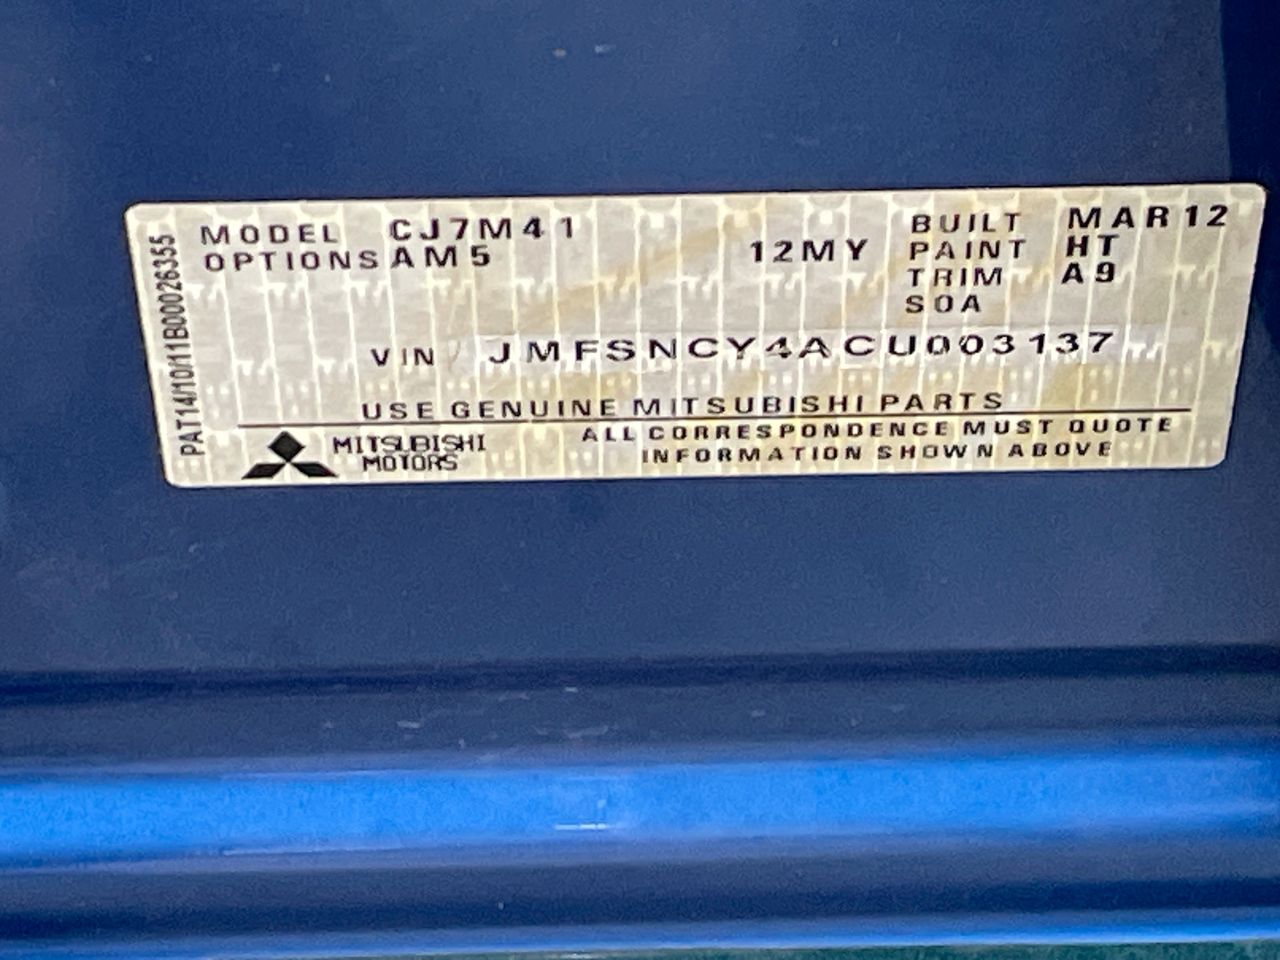 PAT14/10/11B00026355
MODEL CJ7M41 BUILT MAR12
OPTIONS AM5 12MY PAINT HT
TRIM A9
SOA
VIN JMFSNCY4ACU003137
USE GENUINE MITSUBISHI PARTS
MITSUBISHI MOTORS
ALL CORRESPONDENCE MUST QUOTE
INFORMATION SHOWN ABOVE